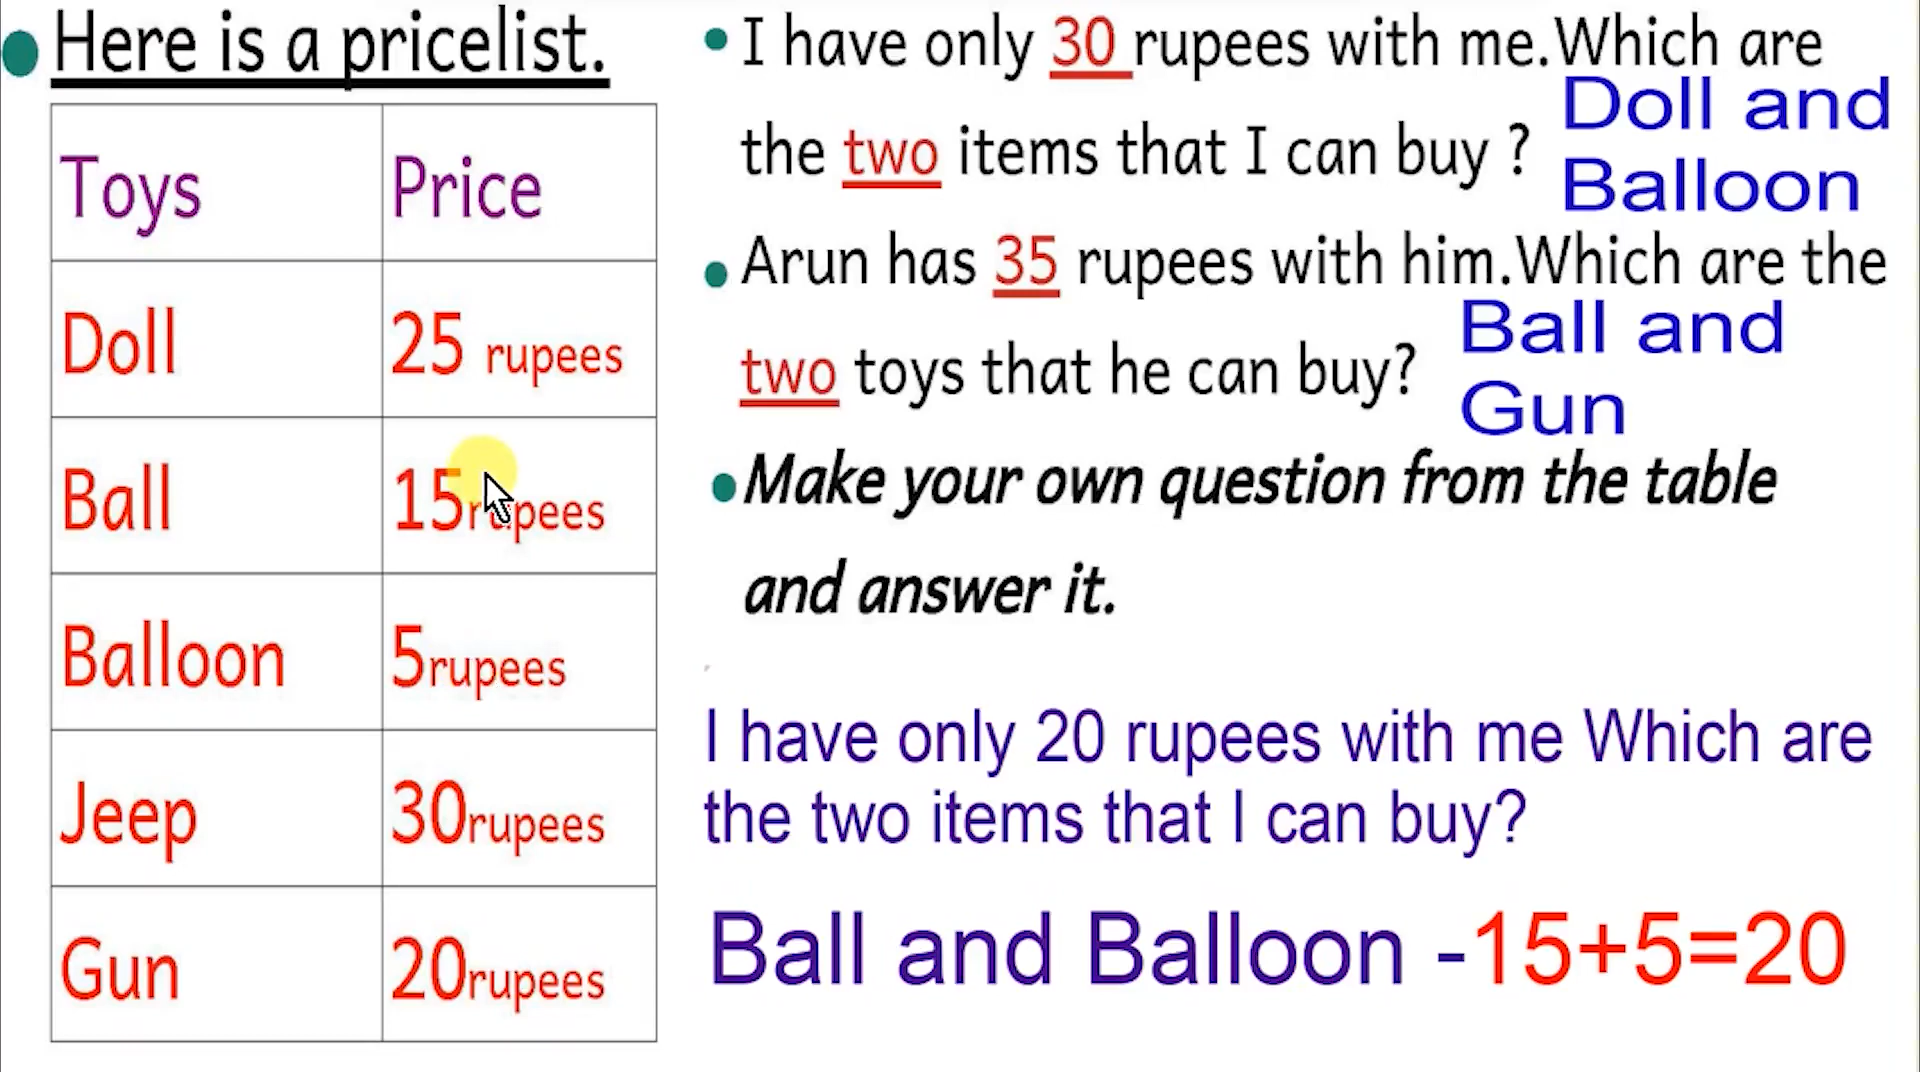 Here is a pricelist.
Toys Price
Doll 25 rupees
Ball 15rupees
Balloon 5rupees
Jeep 30rupees
Gun 20rupees
I have only 30 rupees with me.Which are
the two items that I can buy ?
Doll and
Balloon
Arun has 35 rupees with him.Which are the
two toys that he can buy?
Ball and
Gun
Make your own question from the table
and answer it.
I have only 20 rupees with me Which are
the two items that I can buy?
Ball and Balloon -15+5=20